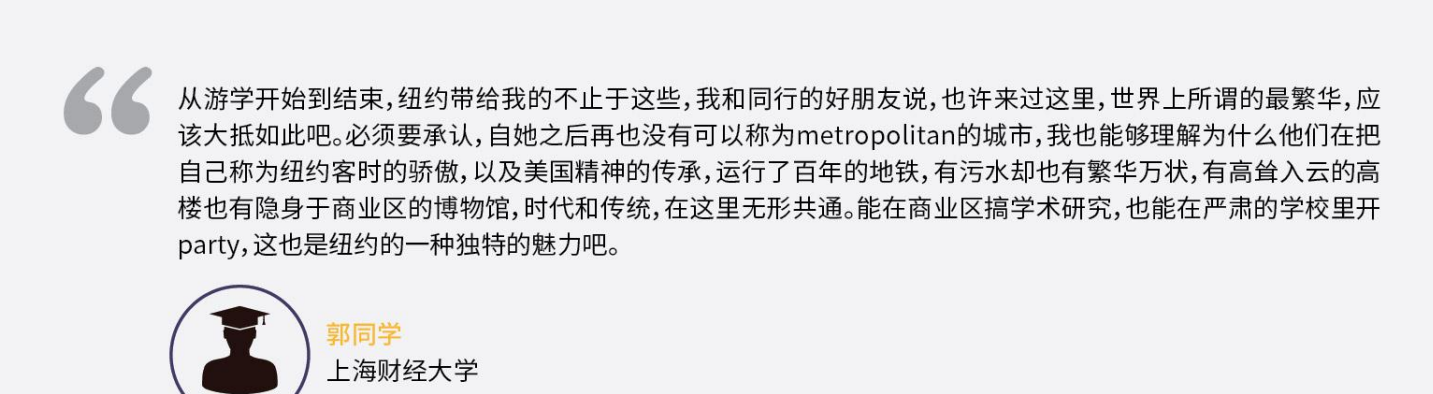 “
从游学开始到结束,纽约带给我的不止于这些,我和同行的好朋友说,也许来过这里,世界上所谓的最繁华,应
该大抵如此吧。必须要承认,自她之后再也没有可以称为metropolitan的城市,我也能够理解为什么他们在把
自己称为纽约客时的骄傲,以及美国精神的传承,运行了百年的地铁,有污水却也有繁华万状,有高耸入云的高
楼也有隐身于商业区的博物馆,时代和传统,在这里无形共通。能在商业区搞学术研究,也能在严肃的学校里开
party,这也是纽约的一种独特的魅力吧。
郭同学
上海财经大学